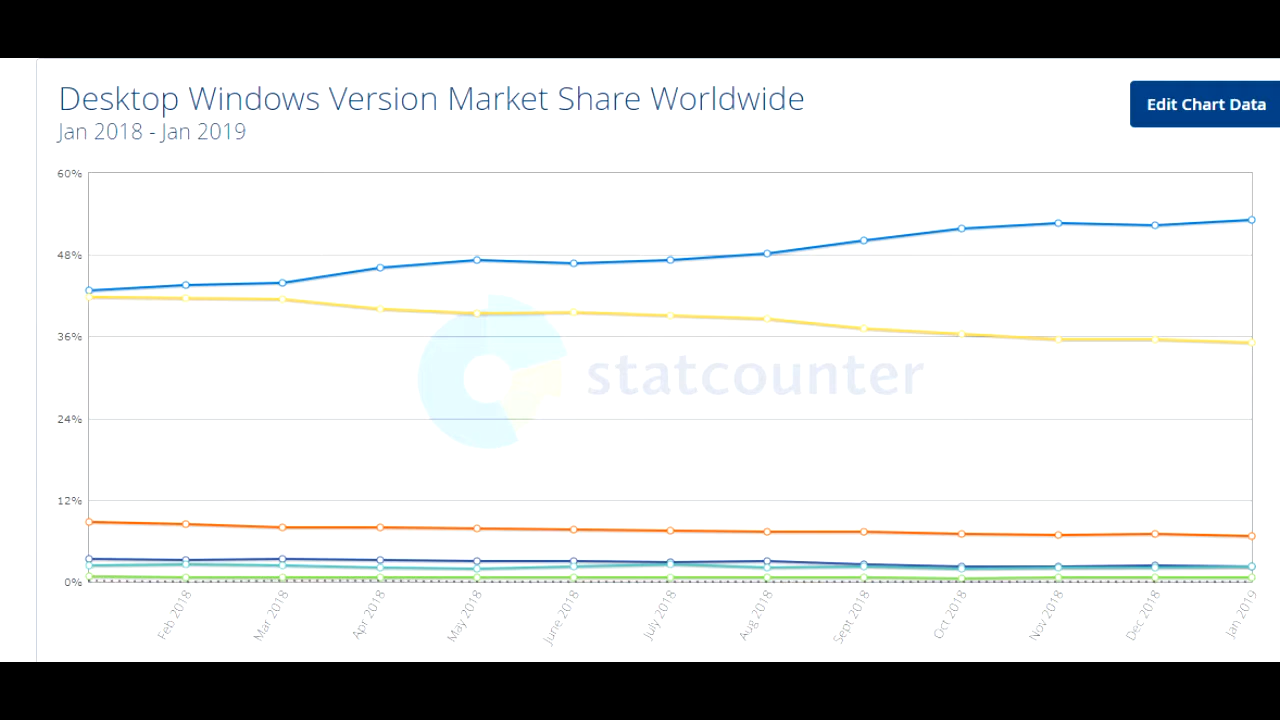 Desktop Windows Version Market Share Worldwide
Jan 2018 - Jan 2019
Edit Chart Data
60%
48%
36%
24%
12%
0%
statcounter
Feb 2018
Mar 2018
Apr 2018
May 2018
June 2018
July 2018
Aug 2018
Sept 2018
Oct 2018
Nov 2018
Dec 2018
Jan 2019